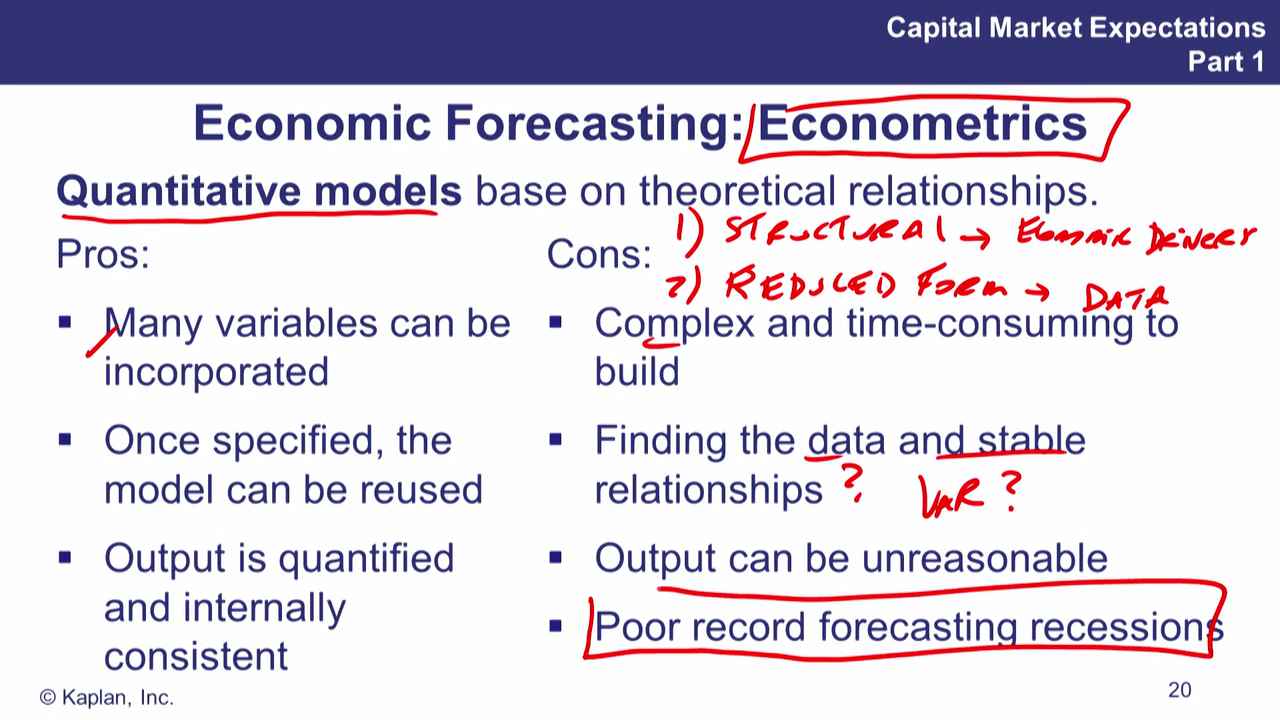 Capital Market Expectations
Part 1
Economic Forecasting: Econometrics
Quantitative models base on theoretical relationships.
1) STRUCTURAL → ECONOMIC DRIVERS
Pros:
Cons:
2) REDUCED FORM → DATA
▪ Many variables can be
incorporated
▪ Once specified, the
model can be reused
▪ Output is quantified
and internally
consistent
▪ Complex and time-consuming to
build
▪ Finding the data and stable
relationships ? VAR ?
▪ Output can be unreasonable
▪ Poor record forecasting recessions
© Kaplan, Inc.
20